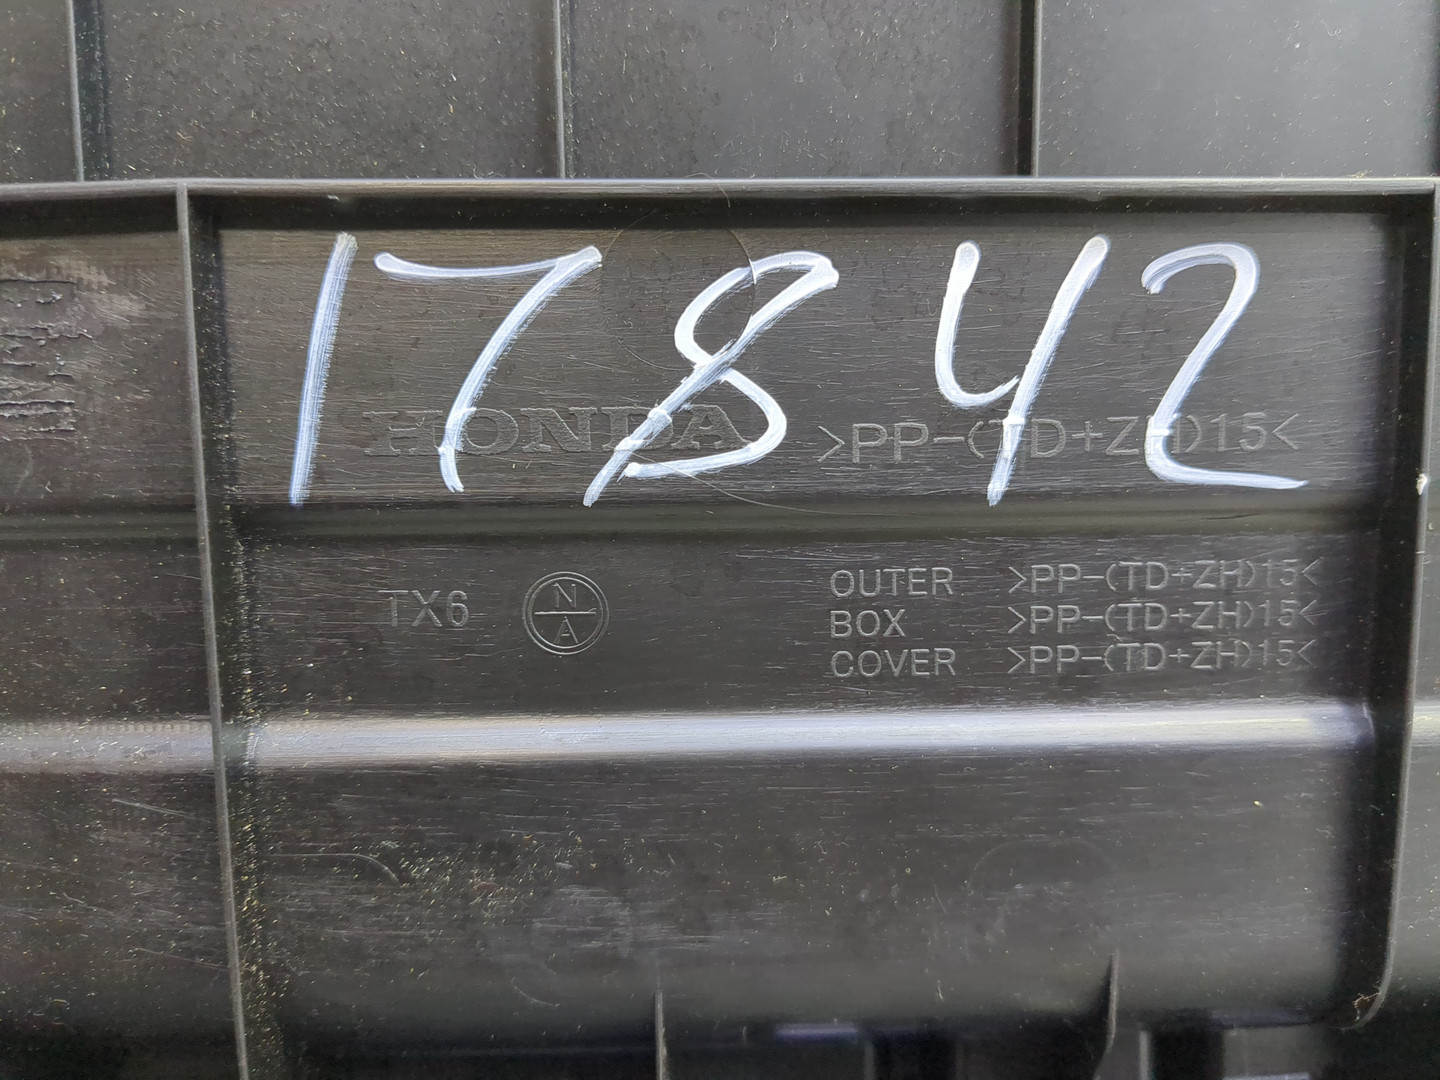 17842
HONDA >PP-(TD+ZH)15<
TX6 N A
OUTER >PP-(TD+ZH)15<
BOX >PP-(TD+ZH)15<
COVER >PP-(TD+ZH)15<